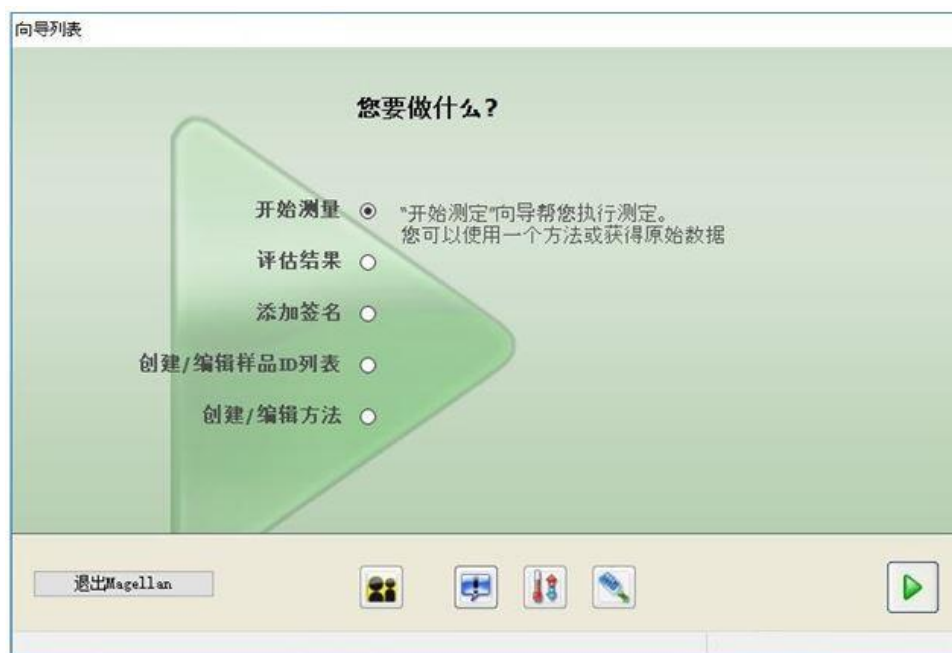 向导列表
您要做什么?
开始测量
"开始测定"向导帮您执行测定。
您可以使用一个方法或获得原始数据
评估结果
添加签名
创建/编辑样品ID列表
创建/编辑方法
退出Magellan